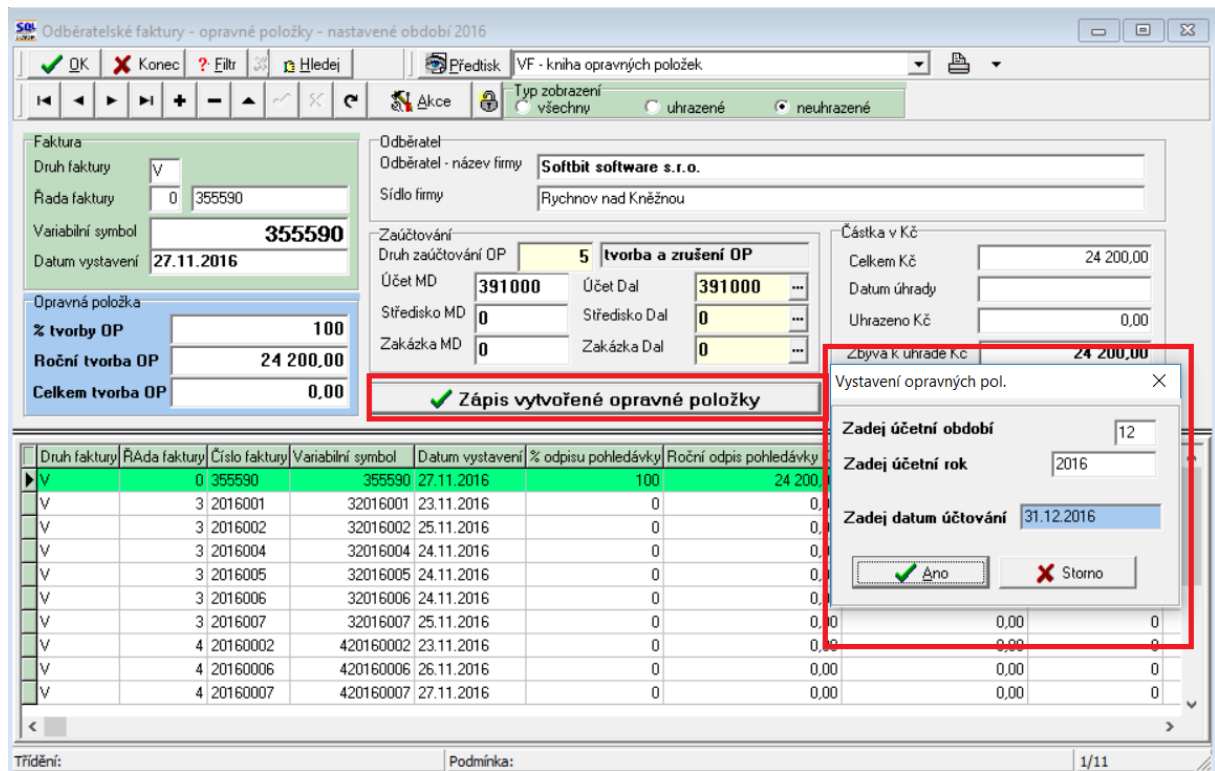 Odběratelské faktury - opravné položky - nastavené období 2016
OK Konec Filtr Hledej Předtisk VF - kniha opravných položek
Akce Typ zobrazení všechny uhrazené neuhrazené
Faktura
Druh faktury V
Řada faktury 0 355590
Variabilní symbol 355590
Datum vystavení 27.11.2016
Opravná položka
% tvorby OP 100
Roční tvorba OP 24 200,00
Celkem tvorba OP 0,00
Odběratel
Odběratel - název firmy Softbit software s.r.o.
Sídlo firmy Rychnov nad Kněžnou
Zaúčtování
Druh zaúčtování OP 5 tvorba a zrušení OP
Účet MD 391000 Účet Dal 391000 ...
Středisko MD 0 Středisko Dal 0 ...
Zakázka MD 0 Zakázka Dal 0 ...
Částka v Kč
Celkem Kč 24 200,00
Datum úhrady
Uhrazeno Kč 0,00
Zbývá k úhradě Kč 24 200,00
Zápis vytvořené opravné položky
Vystavení opravných pol.
Zadej účetní období 12
Zadej účetní rok 2016
Zadej datum účtování 31.12.2016
Ano Storno
Druh faktury ŘAda faktury Číslo faktury Variabilní symbol Datum vystavení % odpisu pohledávky Roční odpis pohledávky
V 0 355590 355590 27.11.2016 100 24 200,
V 3 2016001 32016001 23.11.2016 0 0,
V 3 2016002 32016002 25.11.2016 0 0,
V 3 2016004 32016004 24.11.2016 0 0,
V 3 2016005 32016005 24.11.2016 0 0,
V 3 2016006 32016006 24.11.2016 0 0,
V 3 2016007 32016007 25.11.2016 0 0,00 0,00 0
V 4 20160002 420160002 23.11.2016 0 0,00 0,00 0
V 4 20160006 420160006 26.11.2016 0 0,00 0,00 0
V 4 20160007 420160007 27.11.2016 0 0,00 0,00 0
Třídění: Podmínka: 1/11